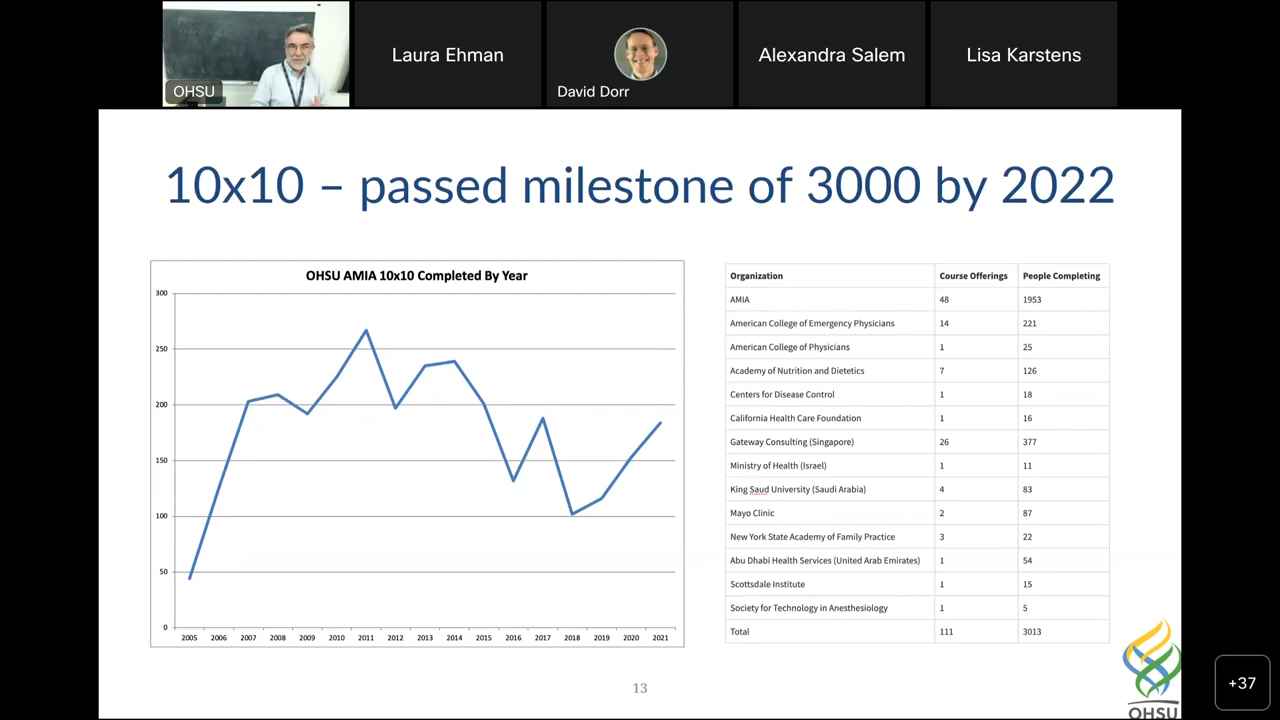 OHSU
Laura Ehman
David Dorr
Alexandra Salem
Lisa Karstens
10x10 – passed milestone of 3000 by 2022
OHSU AMIA 10x10 Completed By Year
300
250
200
150
100
50
0
2005 2006 2007 2008 2009 2010 2011 2012 2013 2014 2015 2016 2017 2018 2019 2020 2021
Organization Course Offerings People Completing
AMIA 48 1953
American College of Emergency Physicians 14 221
American College of Physicians 1 25
Academy of Nutrition and Dietetics 7 126
Centers for Disease Control 1 18
California Health Care Foundation 1 16
Gateway Consulting (Singapore) 26 377
Ministry of Health (Israel) 1 11
King Saud University (Saudi Arabia) 4 83
Mayo Clinic 2 87
New York State Academy of Family Practice 3 22
Abu Dhabi Health Services (United Arab Emirates) 1 54
Scottsdale Institute 1 15
Society for Technology in Anesthesiology 1 5
Total 111 3013
13
OHSU
+37